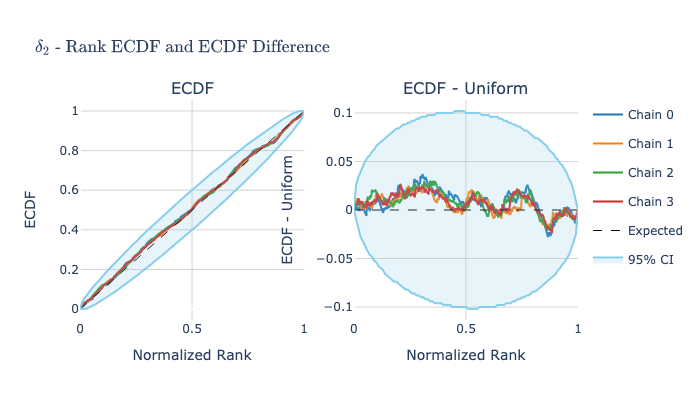 δ₂ - Rank ECDF and ECDF Difference
ECDF
ECDF - Uniform
1
0.8
0.6
0.4
0.2
0
ECDF
0
0.5
1
Normalized Rank
0.1
0.05
0
−0.05
−0.1
ECDF - Uniform
0
0.5
1
Normalized Rank
Chain 0
Chain 1
Chain 2
Chain 3
Expected
95% CI